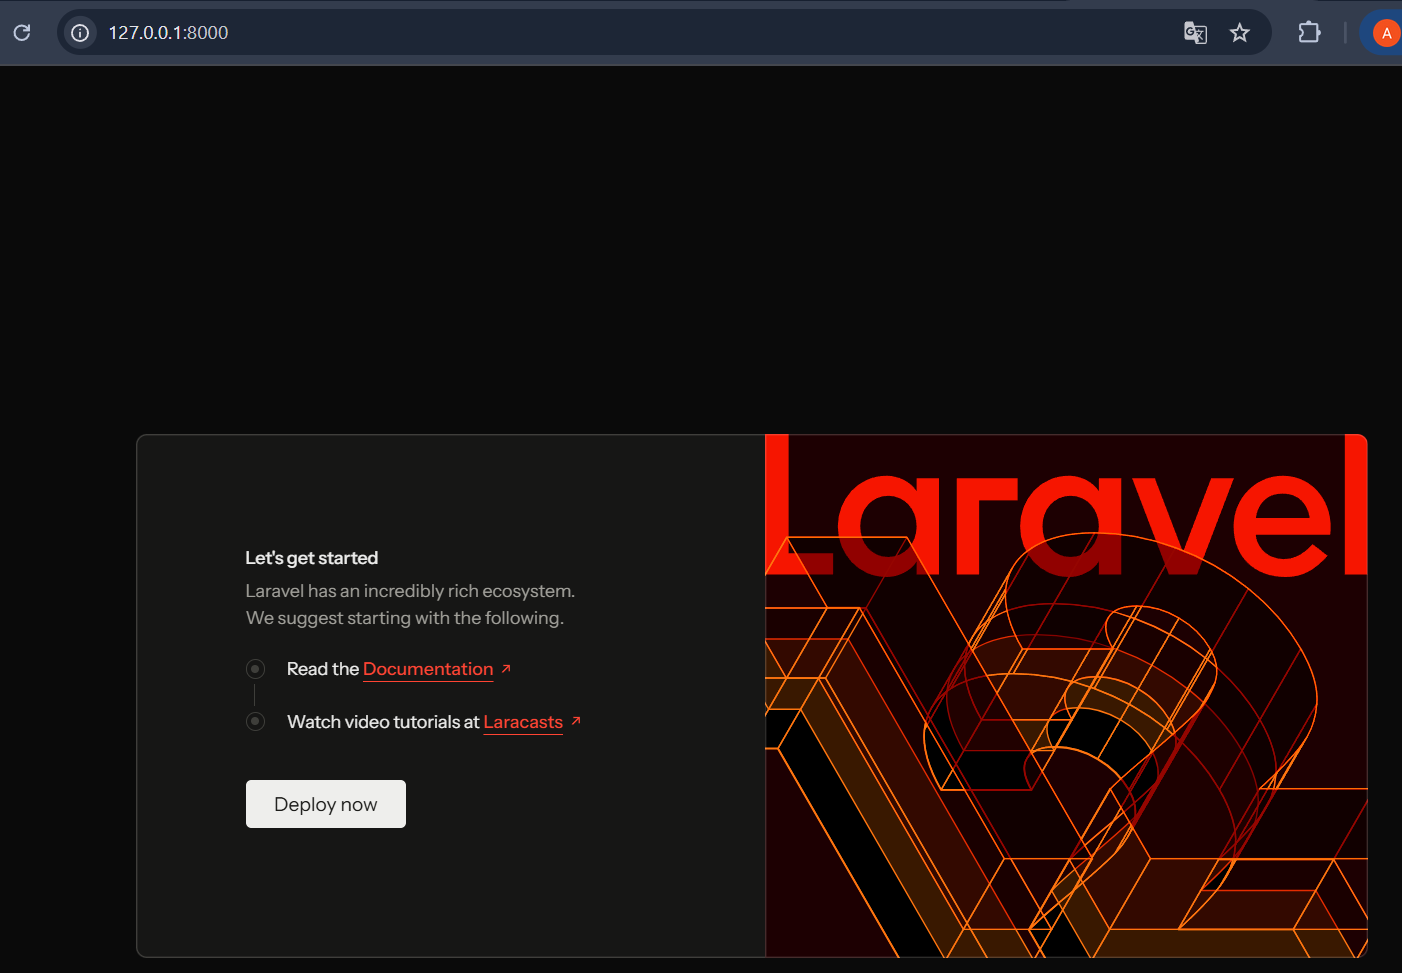 127.0.0.1:8000
A
Laravel
Let's get started
Laravel has an incredibly rich ecosystem.
We suggest starting with the following.
Read the Documentation ↗
Watch video tutorials at Laracasts ↗
Deploy now